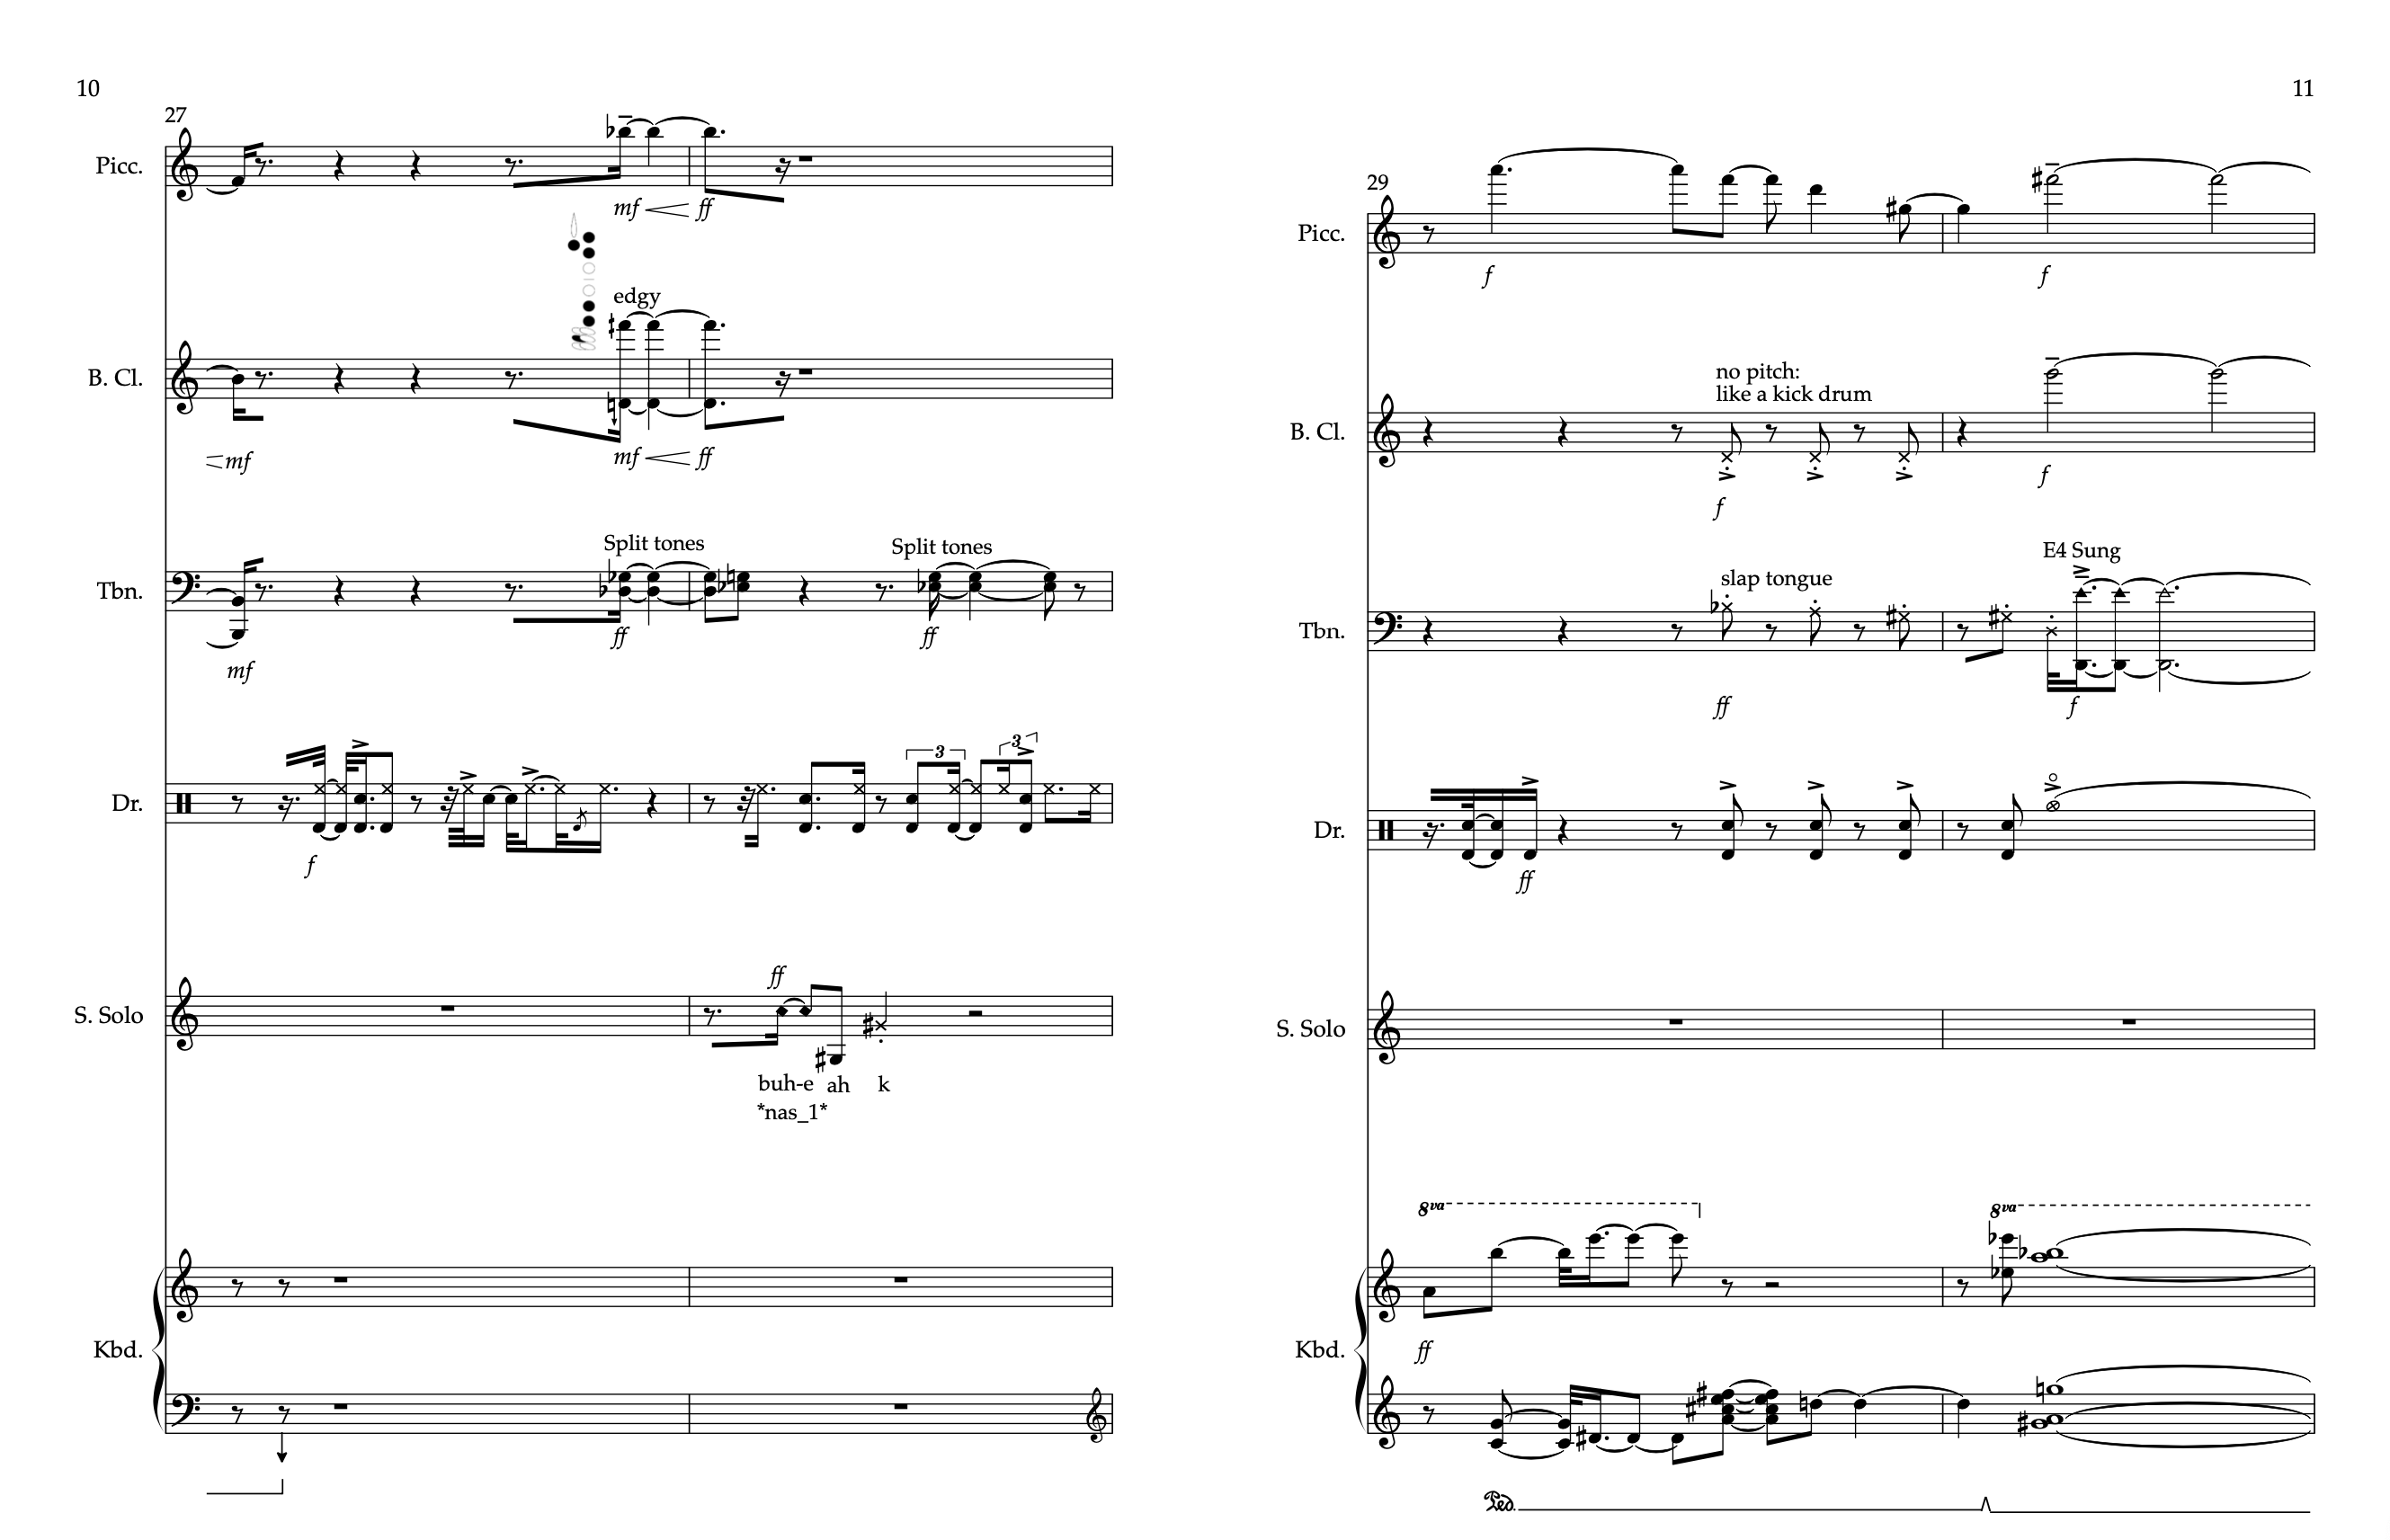 10
27
Picc.
mf
ff
edgy
B. Cl.
mf
mf
ff
Split tones
Split tones
Tbn.
mf
ff
ff
3
3
Dr.
f
ff
S. Solo
buh-e ah k
*nas_1*
Kbd.
11
29
Picc.
f
f
no pitch:
like a kick drum
B. Cl.
f
f
E4 Sung
slap tongue
Tbn.
ff
f
Dr.
ff
S. Solo
8va
8va
Kbd.
ff
Ped.